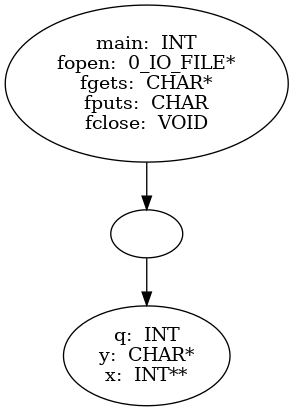 main:  INT
fopen:  0_IO_FILE*
fgets:  CHAR*
fputs:  CHAR
fclose:  VOID
q:  INT
y:  CHAR*
x:  INT**